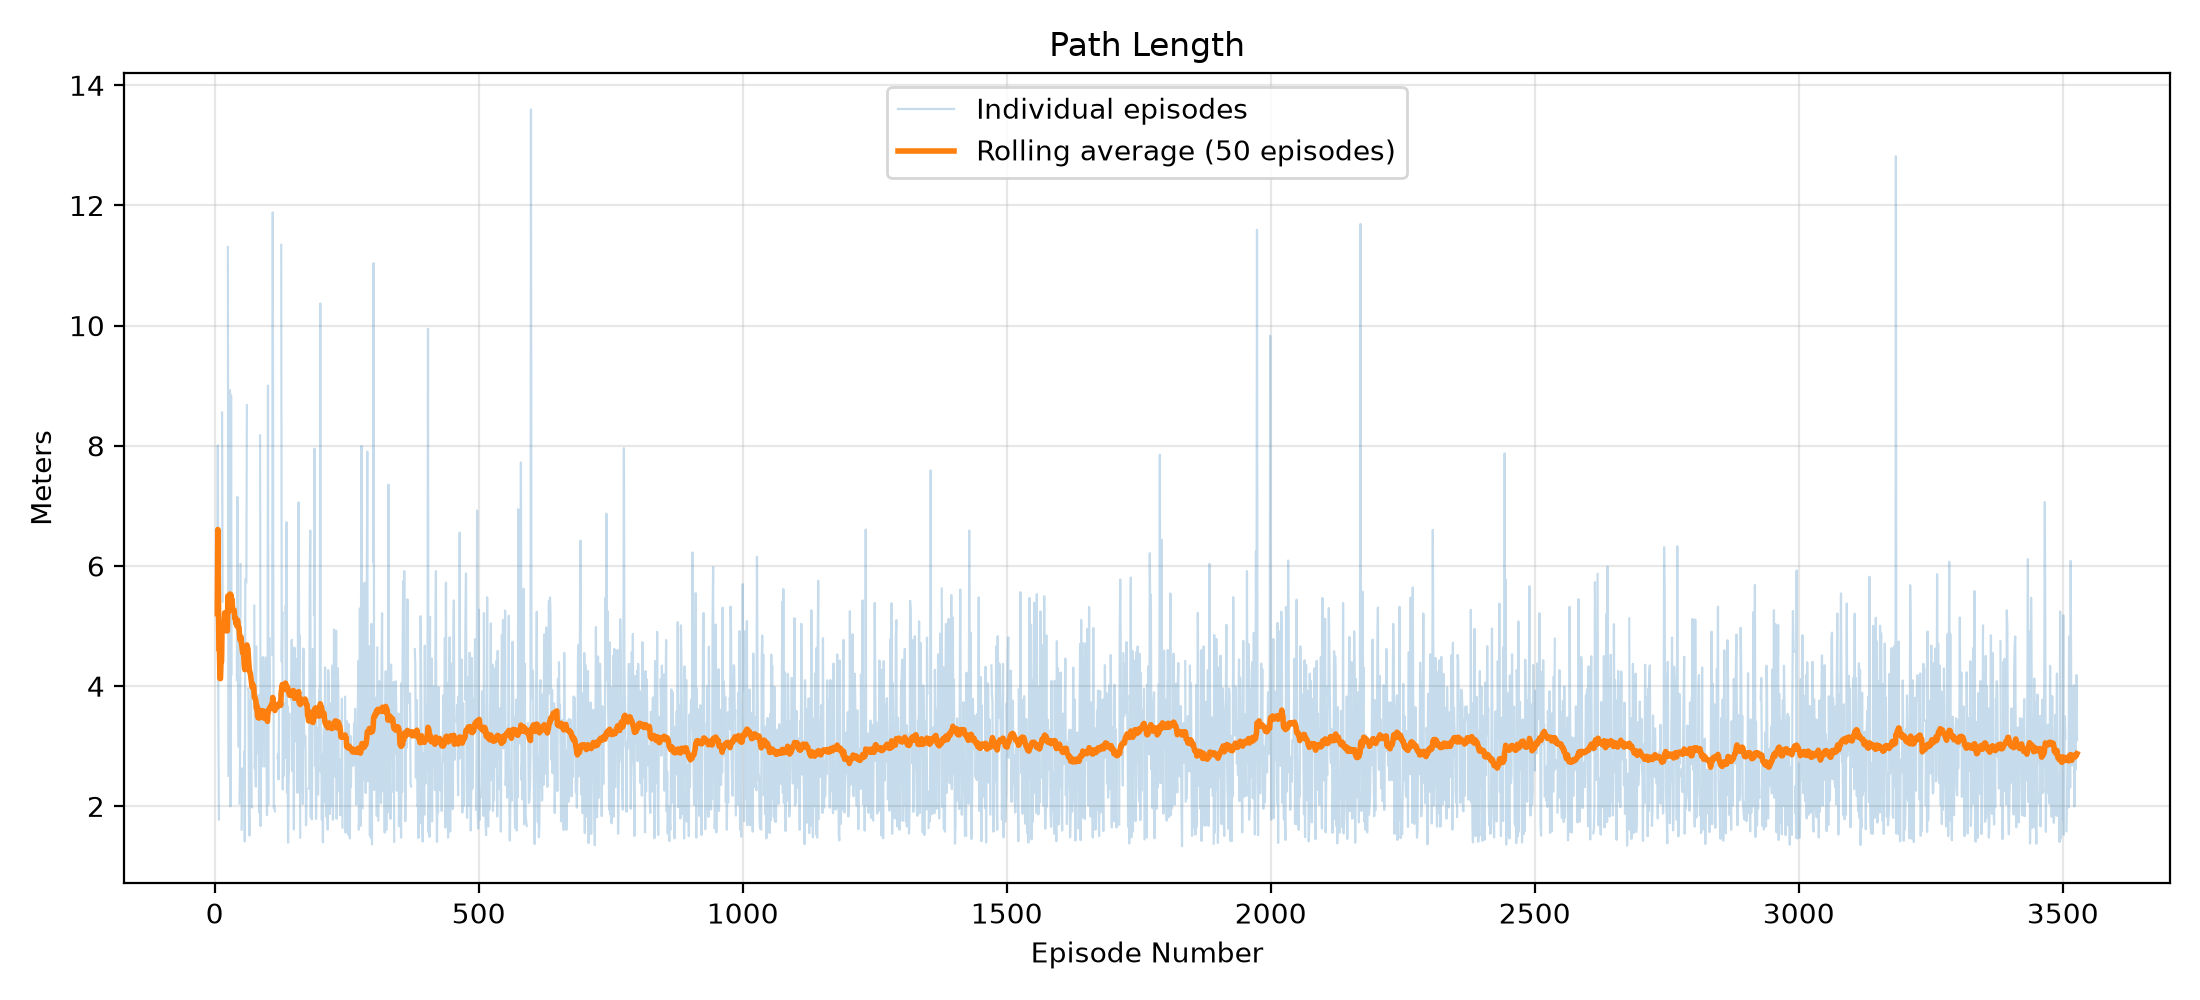 Path Length
14
12
10
8
6
4
2
Meters
Individual episodes
Rolling average (50 episodes)
0 500 1000 1500 2000 2500 3000 3500
Episode Number